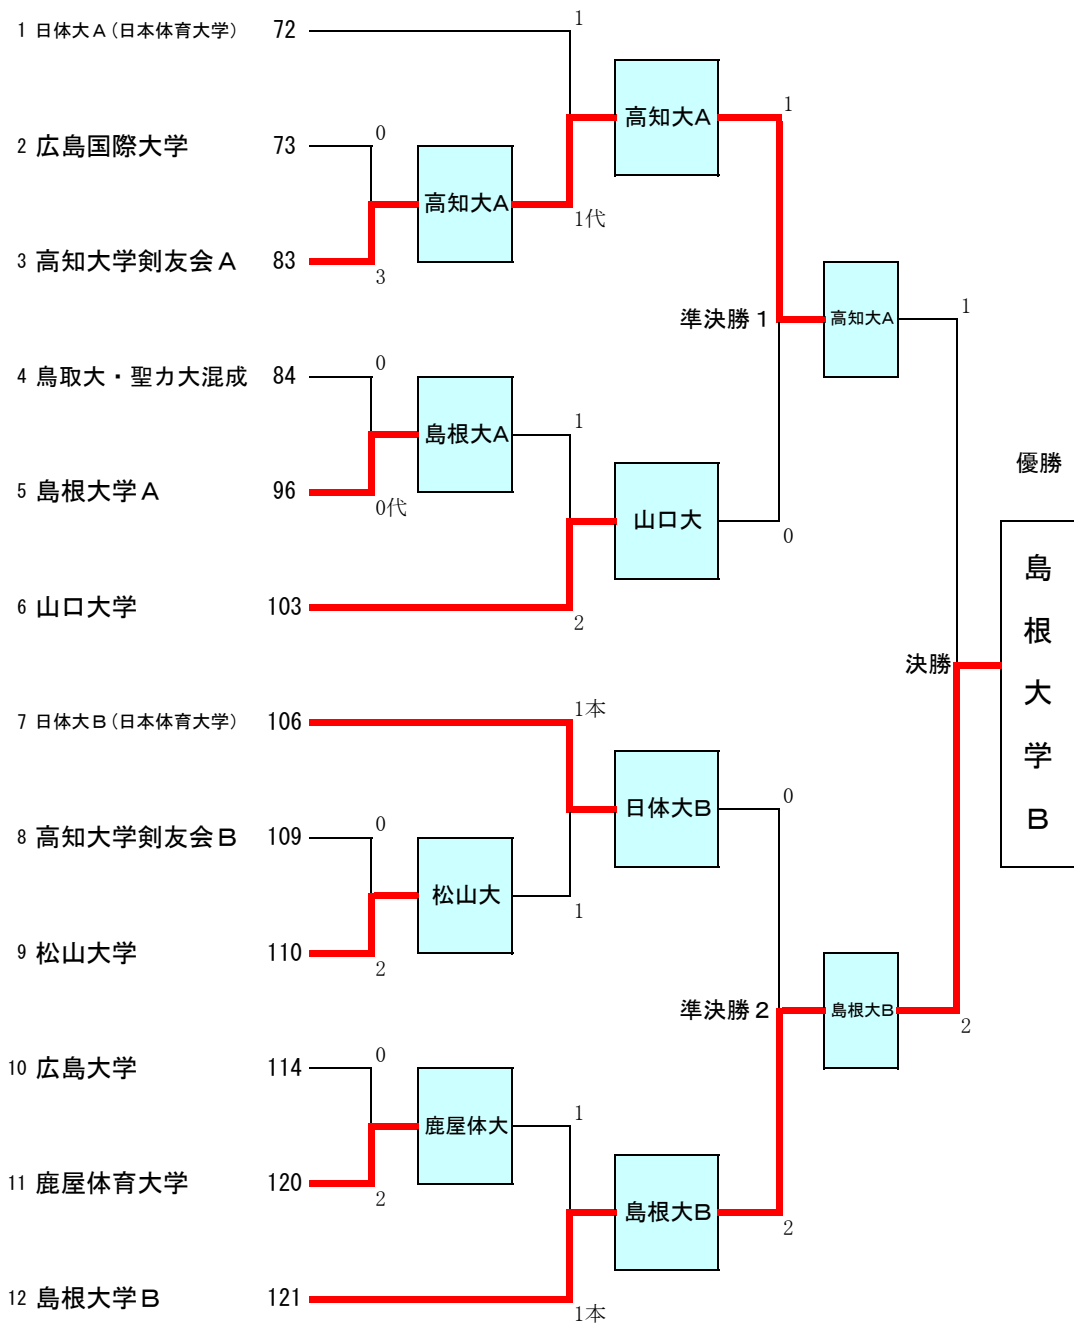 1 日体大A(日本体育大学) 72
1
高知大A
1
2 広島国際大学 73
0
高知大A
1代
3 高知大学剣友会A 83
3
準決勝1
高知大A
1
4 鳥取大・聖カ大混成 84
0
島根大A
1
5 島根大学A 96
0代
山口大
0
6 山口大学 103
2
優勝
島根大学B
決勝
7 日体大B(日本体育大学) 106
1本
日体大B
0
8 高知大学剣友会B 109
0
松山大
1
9 松山大学 110
2
準決勝2
島根大B
2
10 広島大学 114
0
鹿屋体大
1
11 鹿屋体育大学 120
2
島根大B
2
12 島根大学B 121
1本